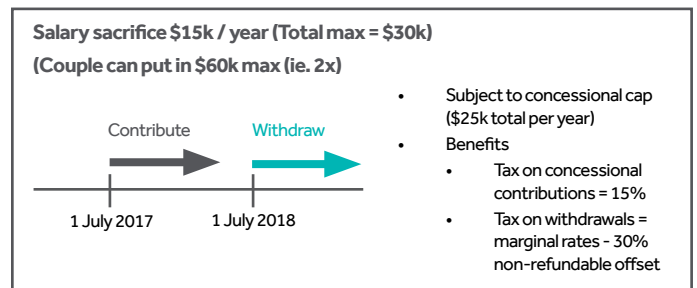 Salary sacrifice $15k / year (Total max = $30k)
(Couple can put in $60k max (ie. 2x)
Contribute
Withdraw
1 July 2017
1 July 2018
• Subject to concessional cap
($25k total per year)
• Benefits
• Tax on concessional
contributions = 15%
• Tax on withdrawals =
marginal rates - 30%
non-refundable offset